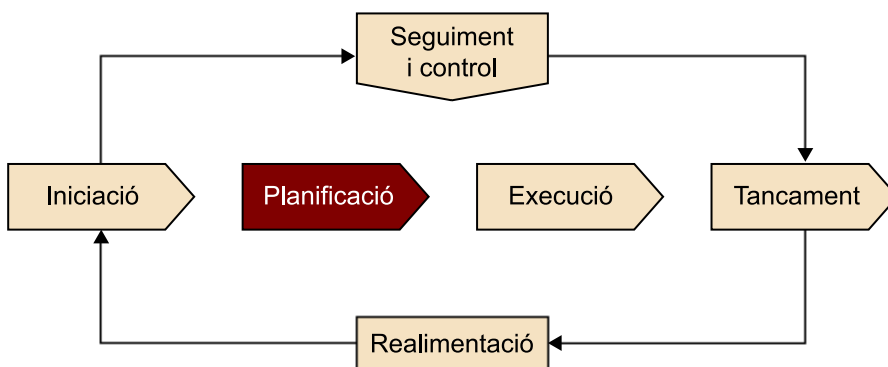 Seguiment
i control
Iniciació
Planificació
Execució
Tancament
Realimentació